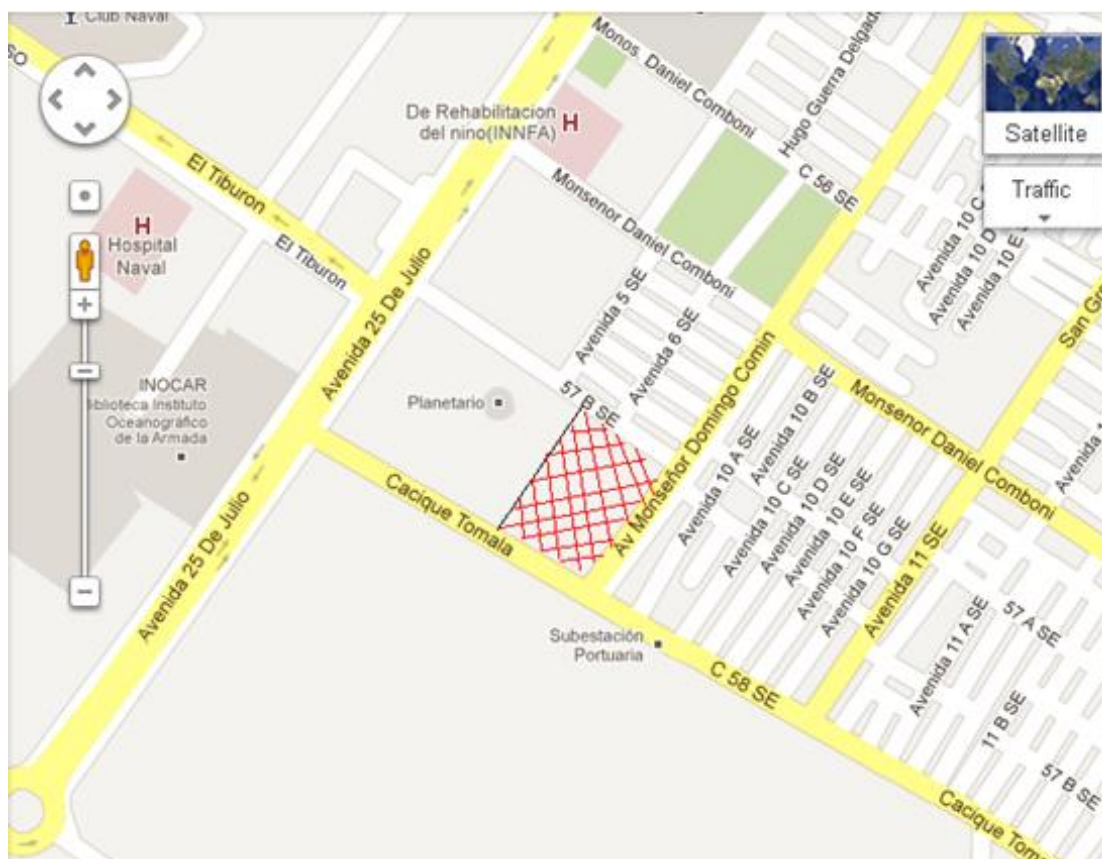 Club Naval
SO
De Rehabilitacion
del nino(INNFA)
H
Monos. Daniel Comboni
Hugo Guerra Delgad
C 56 SE
Satellite
Traffic
El Tiburon
El Tiburon
H
Hospital
Naval
Monsenor Daniel Comboni
Avenida 25 De Julio
Avenida 5 SE
Avenida 6 SE
Avenida 10 C
Avenida 10 D
Avenida 10 E
San Gr
INOCAR
Biblioteca Instituto
Oceanográfico
de la Armada
Planetario
57 B SE
Av Monseñor Domingo Comin
Monsenor Daniel Comboni
Avenida 10 A SE
Avenida 10 B SE
Avenida 10 C SE
Avenida 10 D SE
Avenida 10 E SE
Avenida 10 F SE
Avenida 10 G SE
Avenida 11 SE
Cacique Tomala
Avenida 25 De Julio
Subestación
Portuaria
C 58 SE
Avenida 11 A SE
57 A SE
11 B SE
57 B SE
Cacique Toma